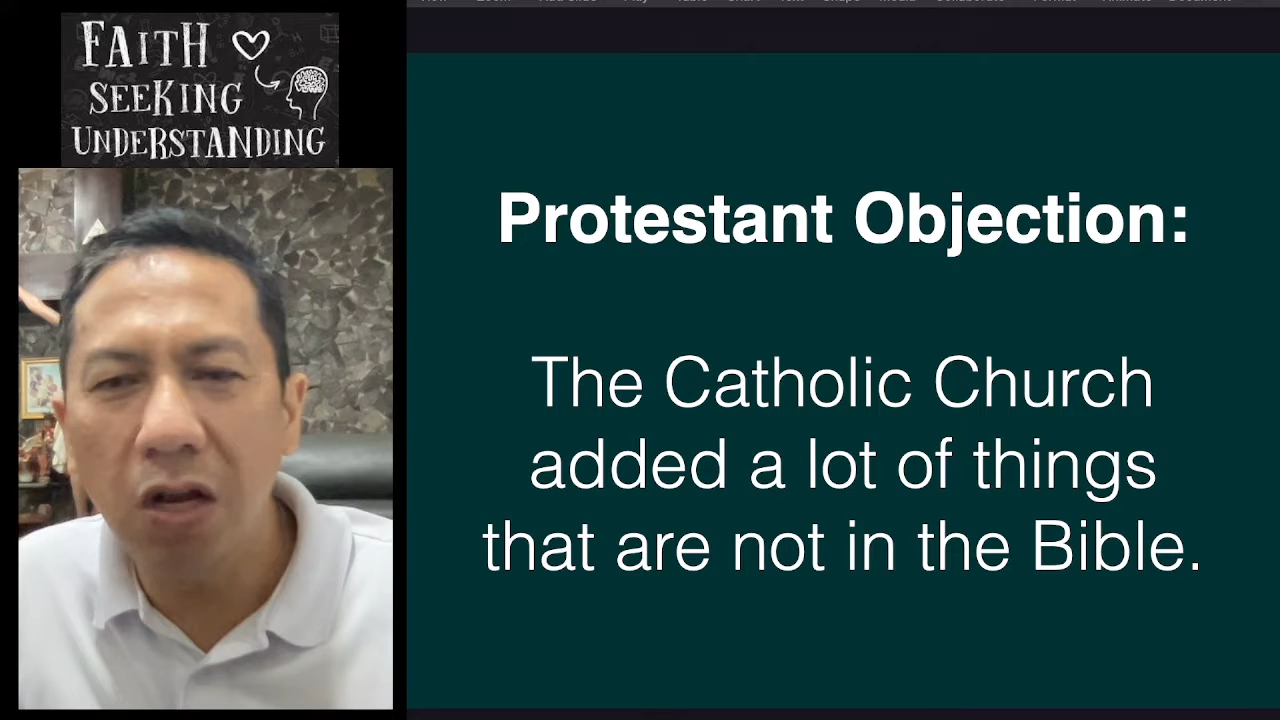 FAITH
SEEKING
UNDERSTANDING
Protestant Objection:
The Catholic Church
added a lot of things
that are not in the Bible.